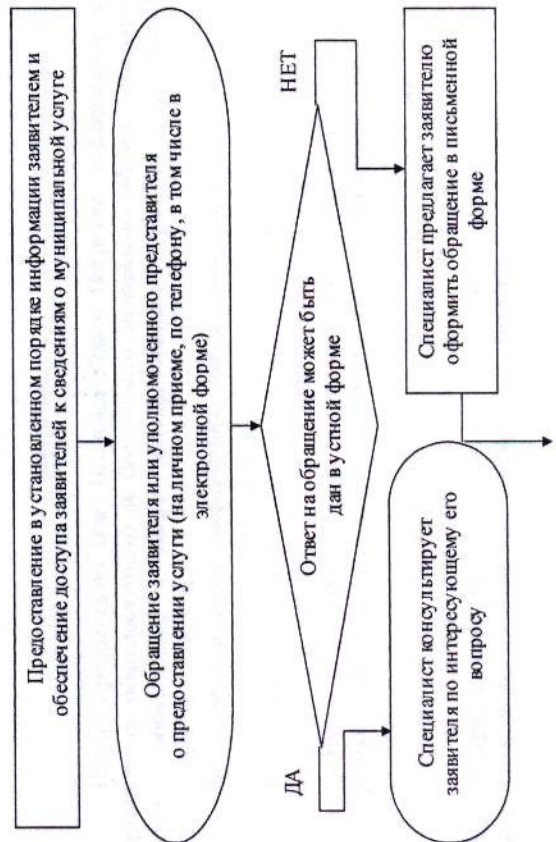 Предоставление в установленном порядке информации заявителем и
обеспечение доступа заявителей к сведениям о муниципальной услуге
Обращение заявителя или уполномоченного представителя
о предоставлении услуги (на личном приеме, по телефону, в том числе в
электронной форме)
Ответ на обращение может быть
дан в устной форме
ДА
НЕТ
Специалист консультирует
заявителя по интересующему его
вопросу
Специалист предлагает заявителю
оформить обращение в письменной
форме